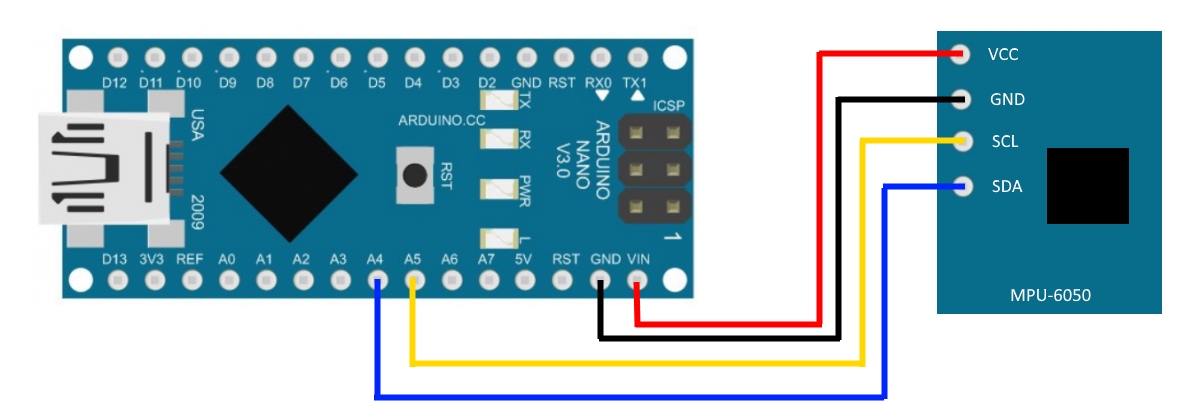 D12 D11 D10 D9 D8 D7 D6 D5 D4 D3 D2 GND RST RX0 TX1
TX
ICSP
USA
ARDUINO.CC
RX
ARDUINO
NANO
V3.0
RST
PWR
2009
L
1
D13 3V3 REF A0 A1 A2 A3 A4 A5 A6 A7 5V RST GND VIN
VCC
GND
SCL
SDA
MPU-6050